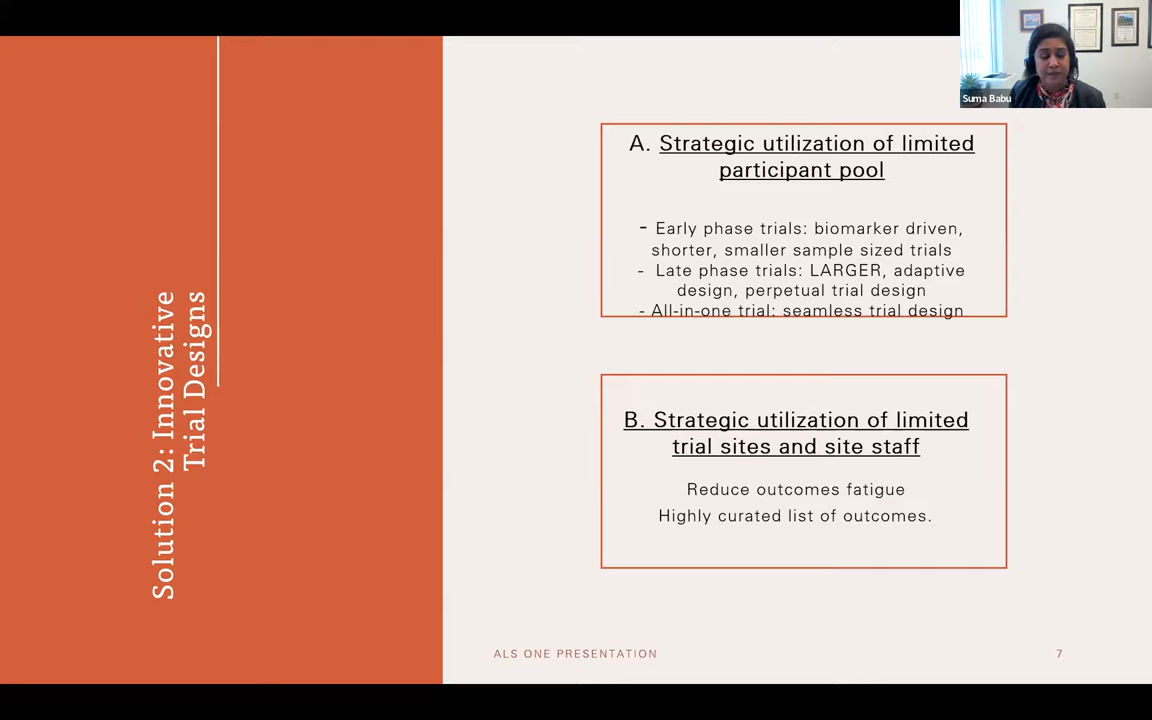 Suma Babu
Solution 2: Innovative
Trial Designs
A. Strategic utilization of limited
participant pool
- Early phase trials: biomarker driven,
shorter, smaller sample sized trials
- Late phase trials: LARGER, adaptive
design, perpetual trial design
- All-in-one trial: seamless trial design
B. Strategic utilization of limited
trial sites and site staff
Reduce outcomes fatigue
Highly curated list of outcomes.
ALS ONE PRESENTATION
7